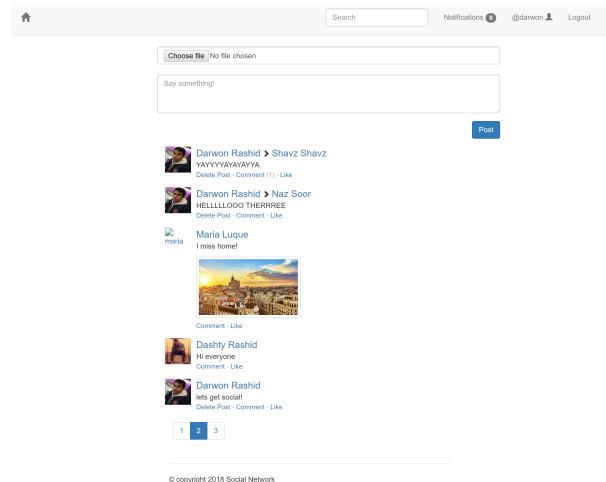 Search
Notifications 0 @darwon Logout
Choose file No file chosen
Say something!
Post
Darwon Rashid > Shavz Shavz
YAYYYYAYAYAYYA
Delete Post - Comment (1) - Like
Darwon Rashid > Naz Soor
HELLLLLOOO THERRREE
Delete Post - Comment - Like
maria
Maria Luque
I miss home!
Comment - Like
Dashty Rashid
Hi everyone
Comment - Like
Darwon Rashid
lets get social!
Delete Post - Comment - Like
1 2 3
© copyright 2018 Social Network